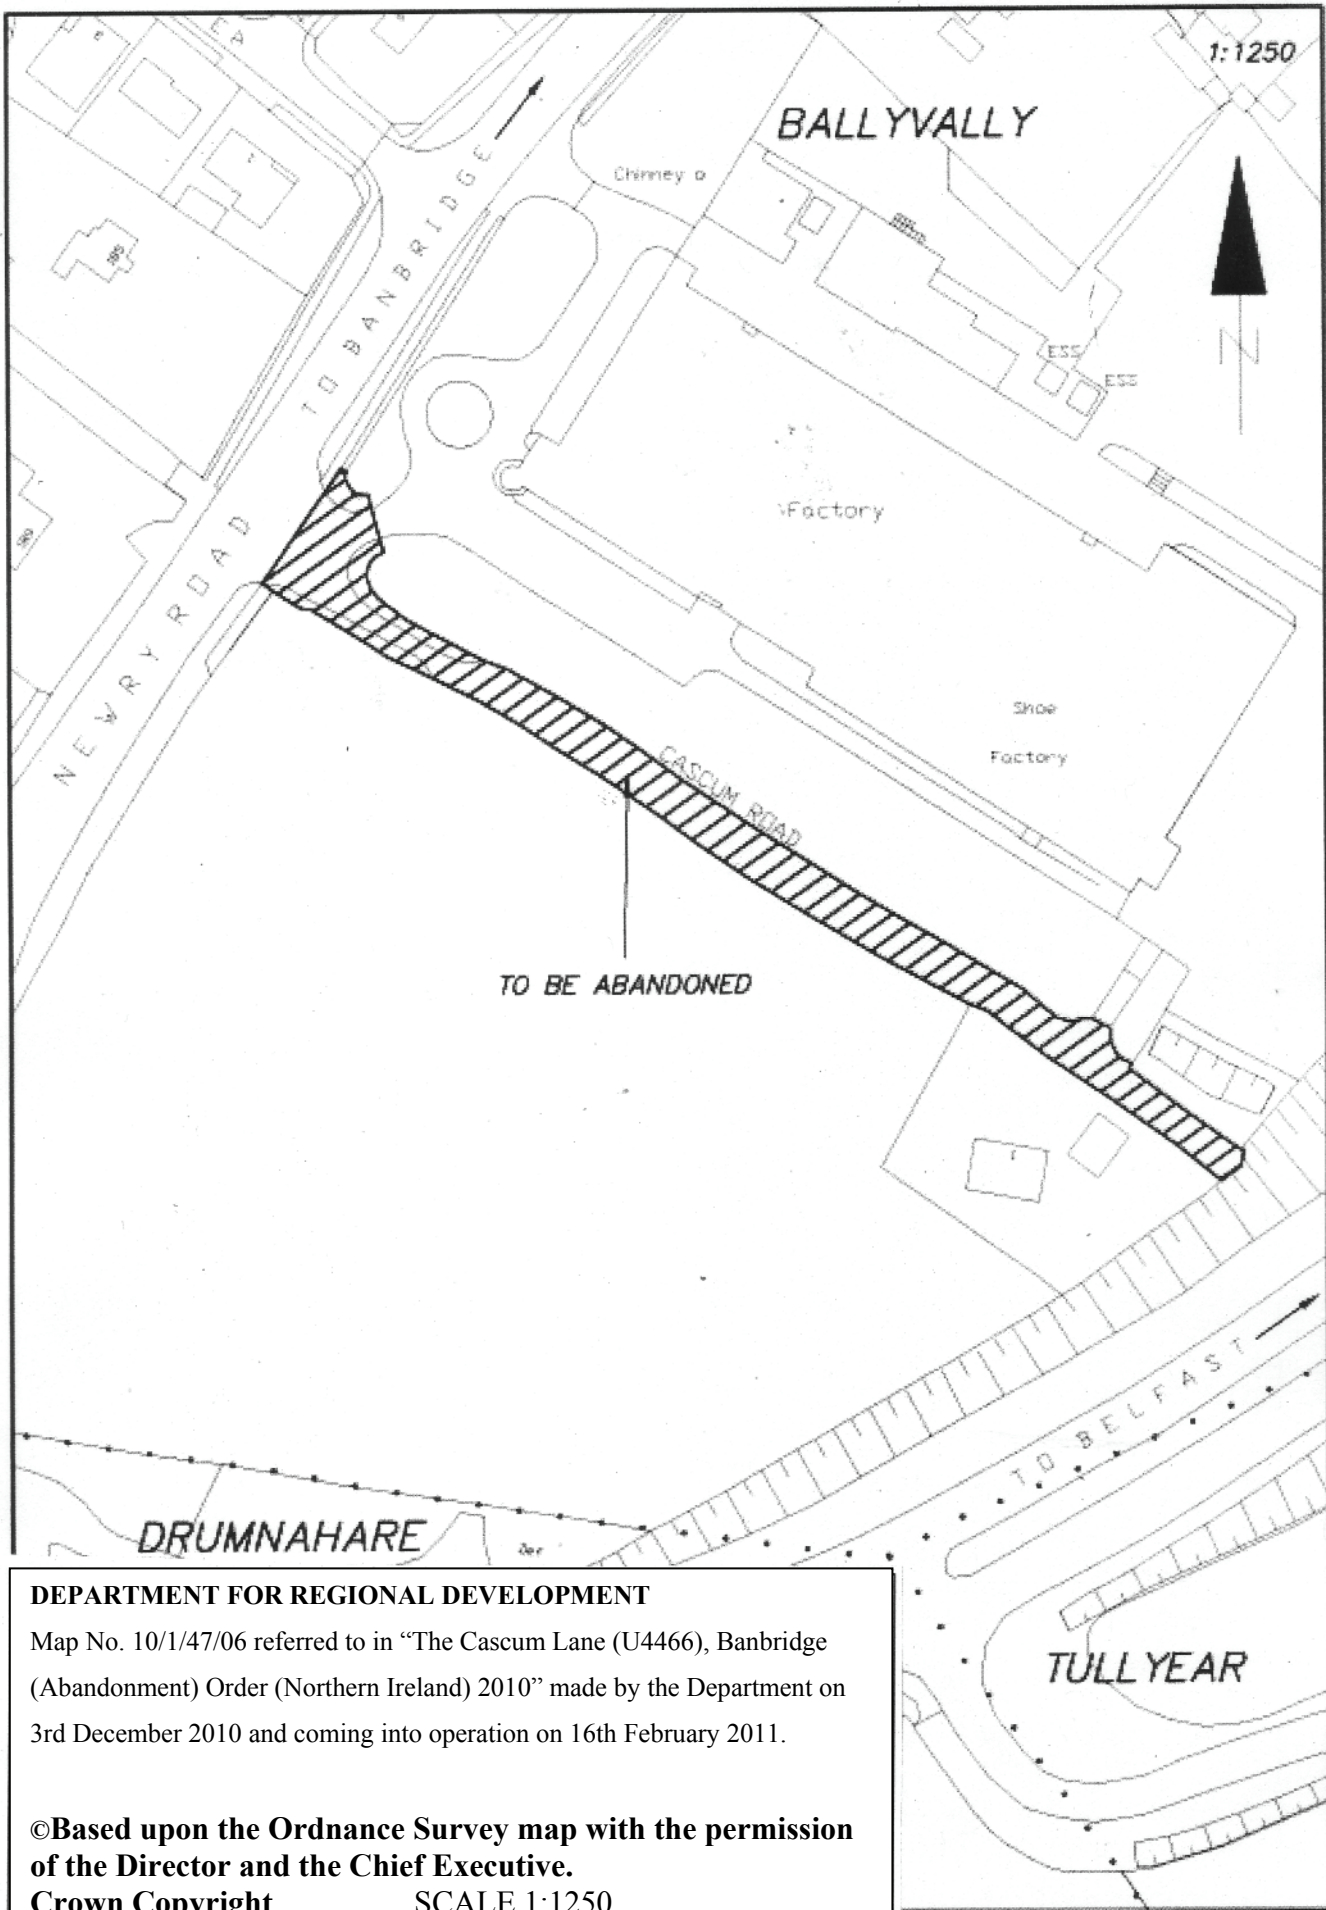 1:1250
BALLYVALLY
Chimney
TO BANBRIDGE
N
ESS
ESS
Factory
NEWRY ROAD
Shoe
Factory
CASCUM ROAD
TO BE ABANDONED
TO BELFAST
DRUMNAHARE
TULLYEAR
DEPARTMENT FOR REGIONAL DEVELOPMENT
Map No. 10/1/47/06 referred to in “The Cascum Lane (U4466), Banbridge
(Abandonment) Order (Northern Ireland) 2010” made by the Department on
3rd December 2010 and coming into operation on 16th February 2011.
©Based upon the Ordnance Survey map with the permission
of the Director and the Chief Executive.
Crown Copyright SCALE 1:1250